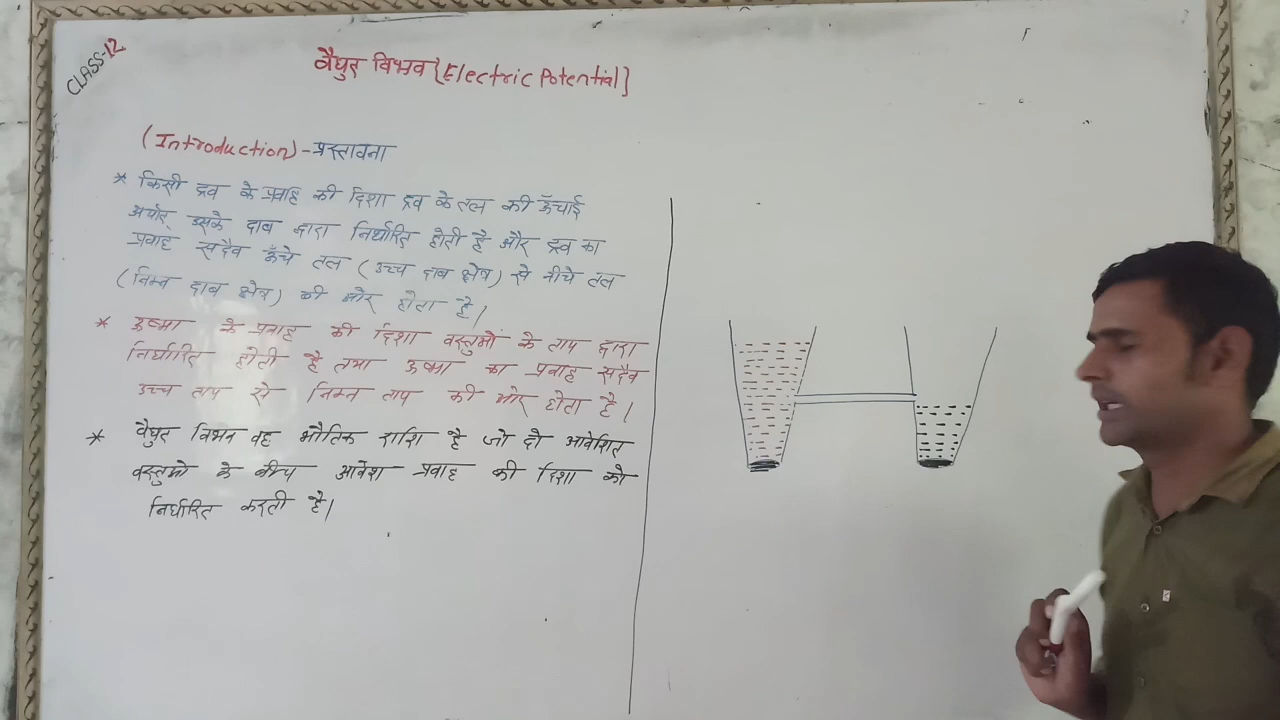 CLASS-12
वैद्युत विभव {Electric Potential}
(Introduction) - प्रस्तावना
* किसी द्रव के प्रवाह की दिशा द्रव के तल की ऊँचाई
अर्थात् उसके दाब द्वारा निर्धारित होती है और द्रव का
प्रवाह सदैव ऊँचे तल (उच्च दाब क्षेत्र) से नीचे तल
(निम्न दाब क्षेत्र) की ओर होता है।
* ऊष्मा के प्रवाह की दिशा वस्तुओं के ताप द्वारा
निर्धारित होती है तथा ऊष्मा का प्रवाह सदैव
उच्च ताप से निम्न ताप की ओर होता है।
* वैद्युत विभव वह भौतिक राशि है जो दो आवेशित
वस्तुओं के बीच आवेश प्रवाह की दिशा को
निर्धारित करती है।